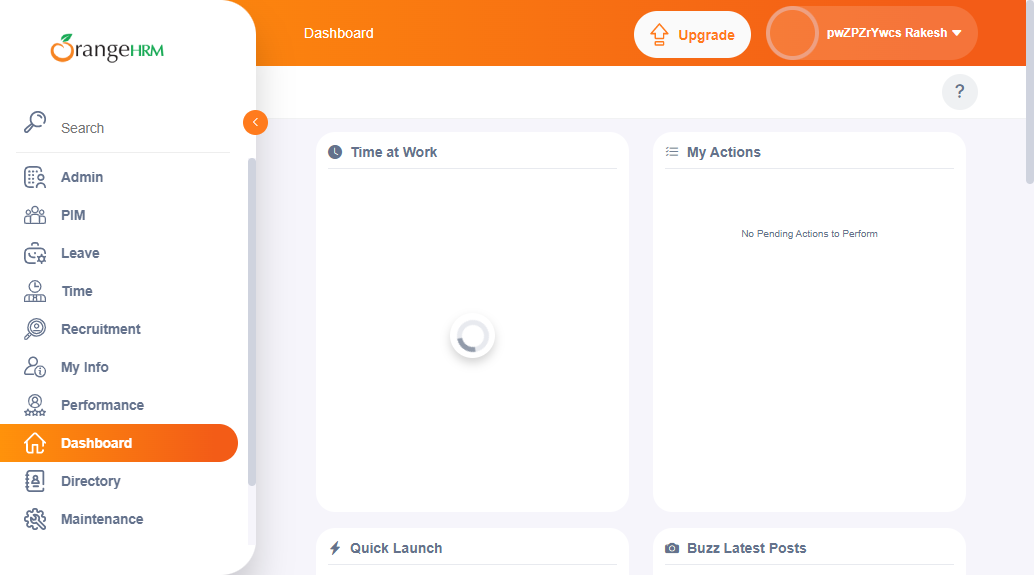 OrangeHRM
Dashboard
Upgrade
pwZPZrYwcs Rakesh
?
Search
Admin
PIM
Leave
Time
Recruitment
My Info
Performance
Dashboard
Directory
Maintenance
Time at Work
My Actions
No Pending Actions to Perform
Quick Launch
Buzz Latest Posts